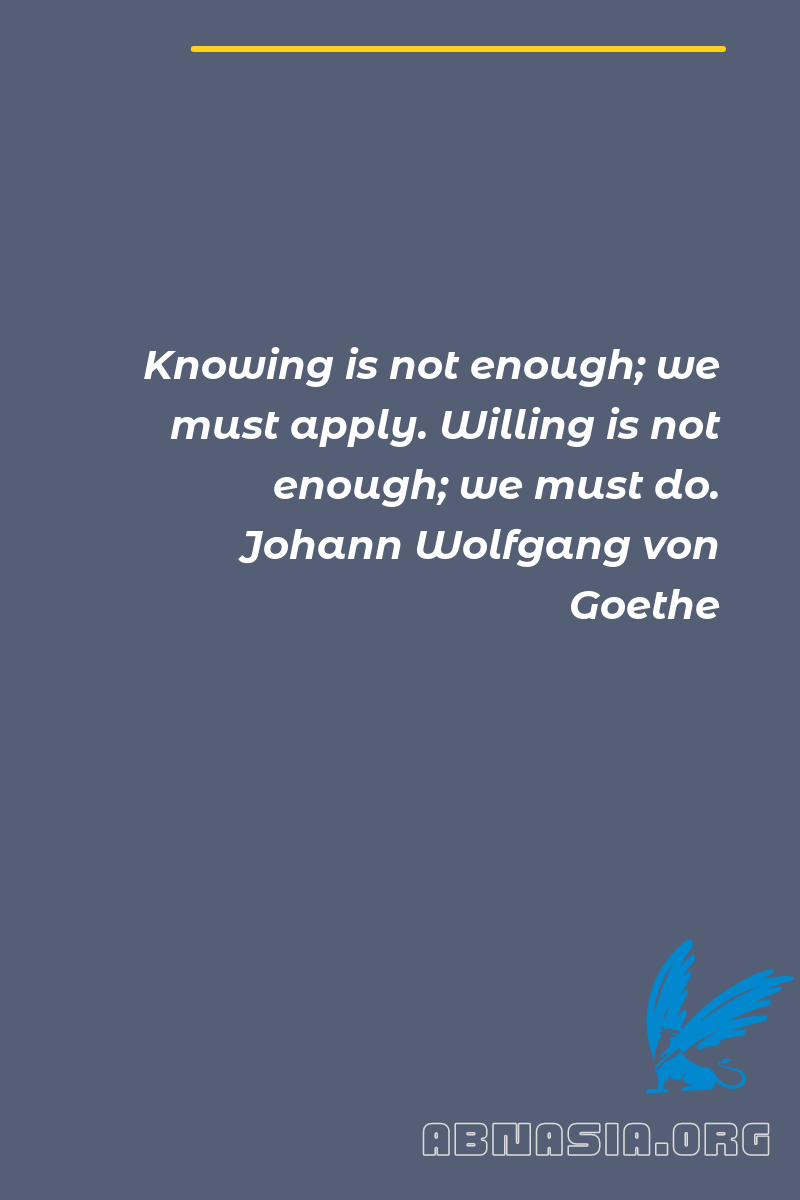 Knowing is not enough; we
must apply. Willing is not
enough; we must do.
Johann Wolfgang von
Goethe
ABNASIA.ORG